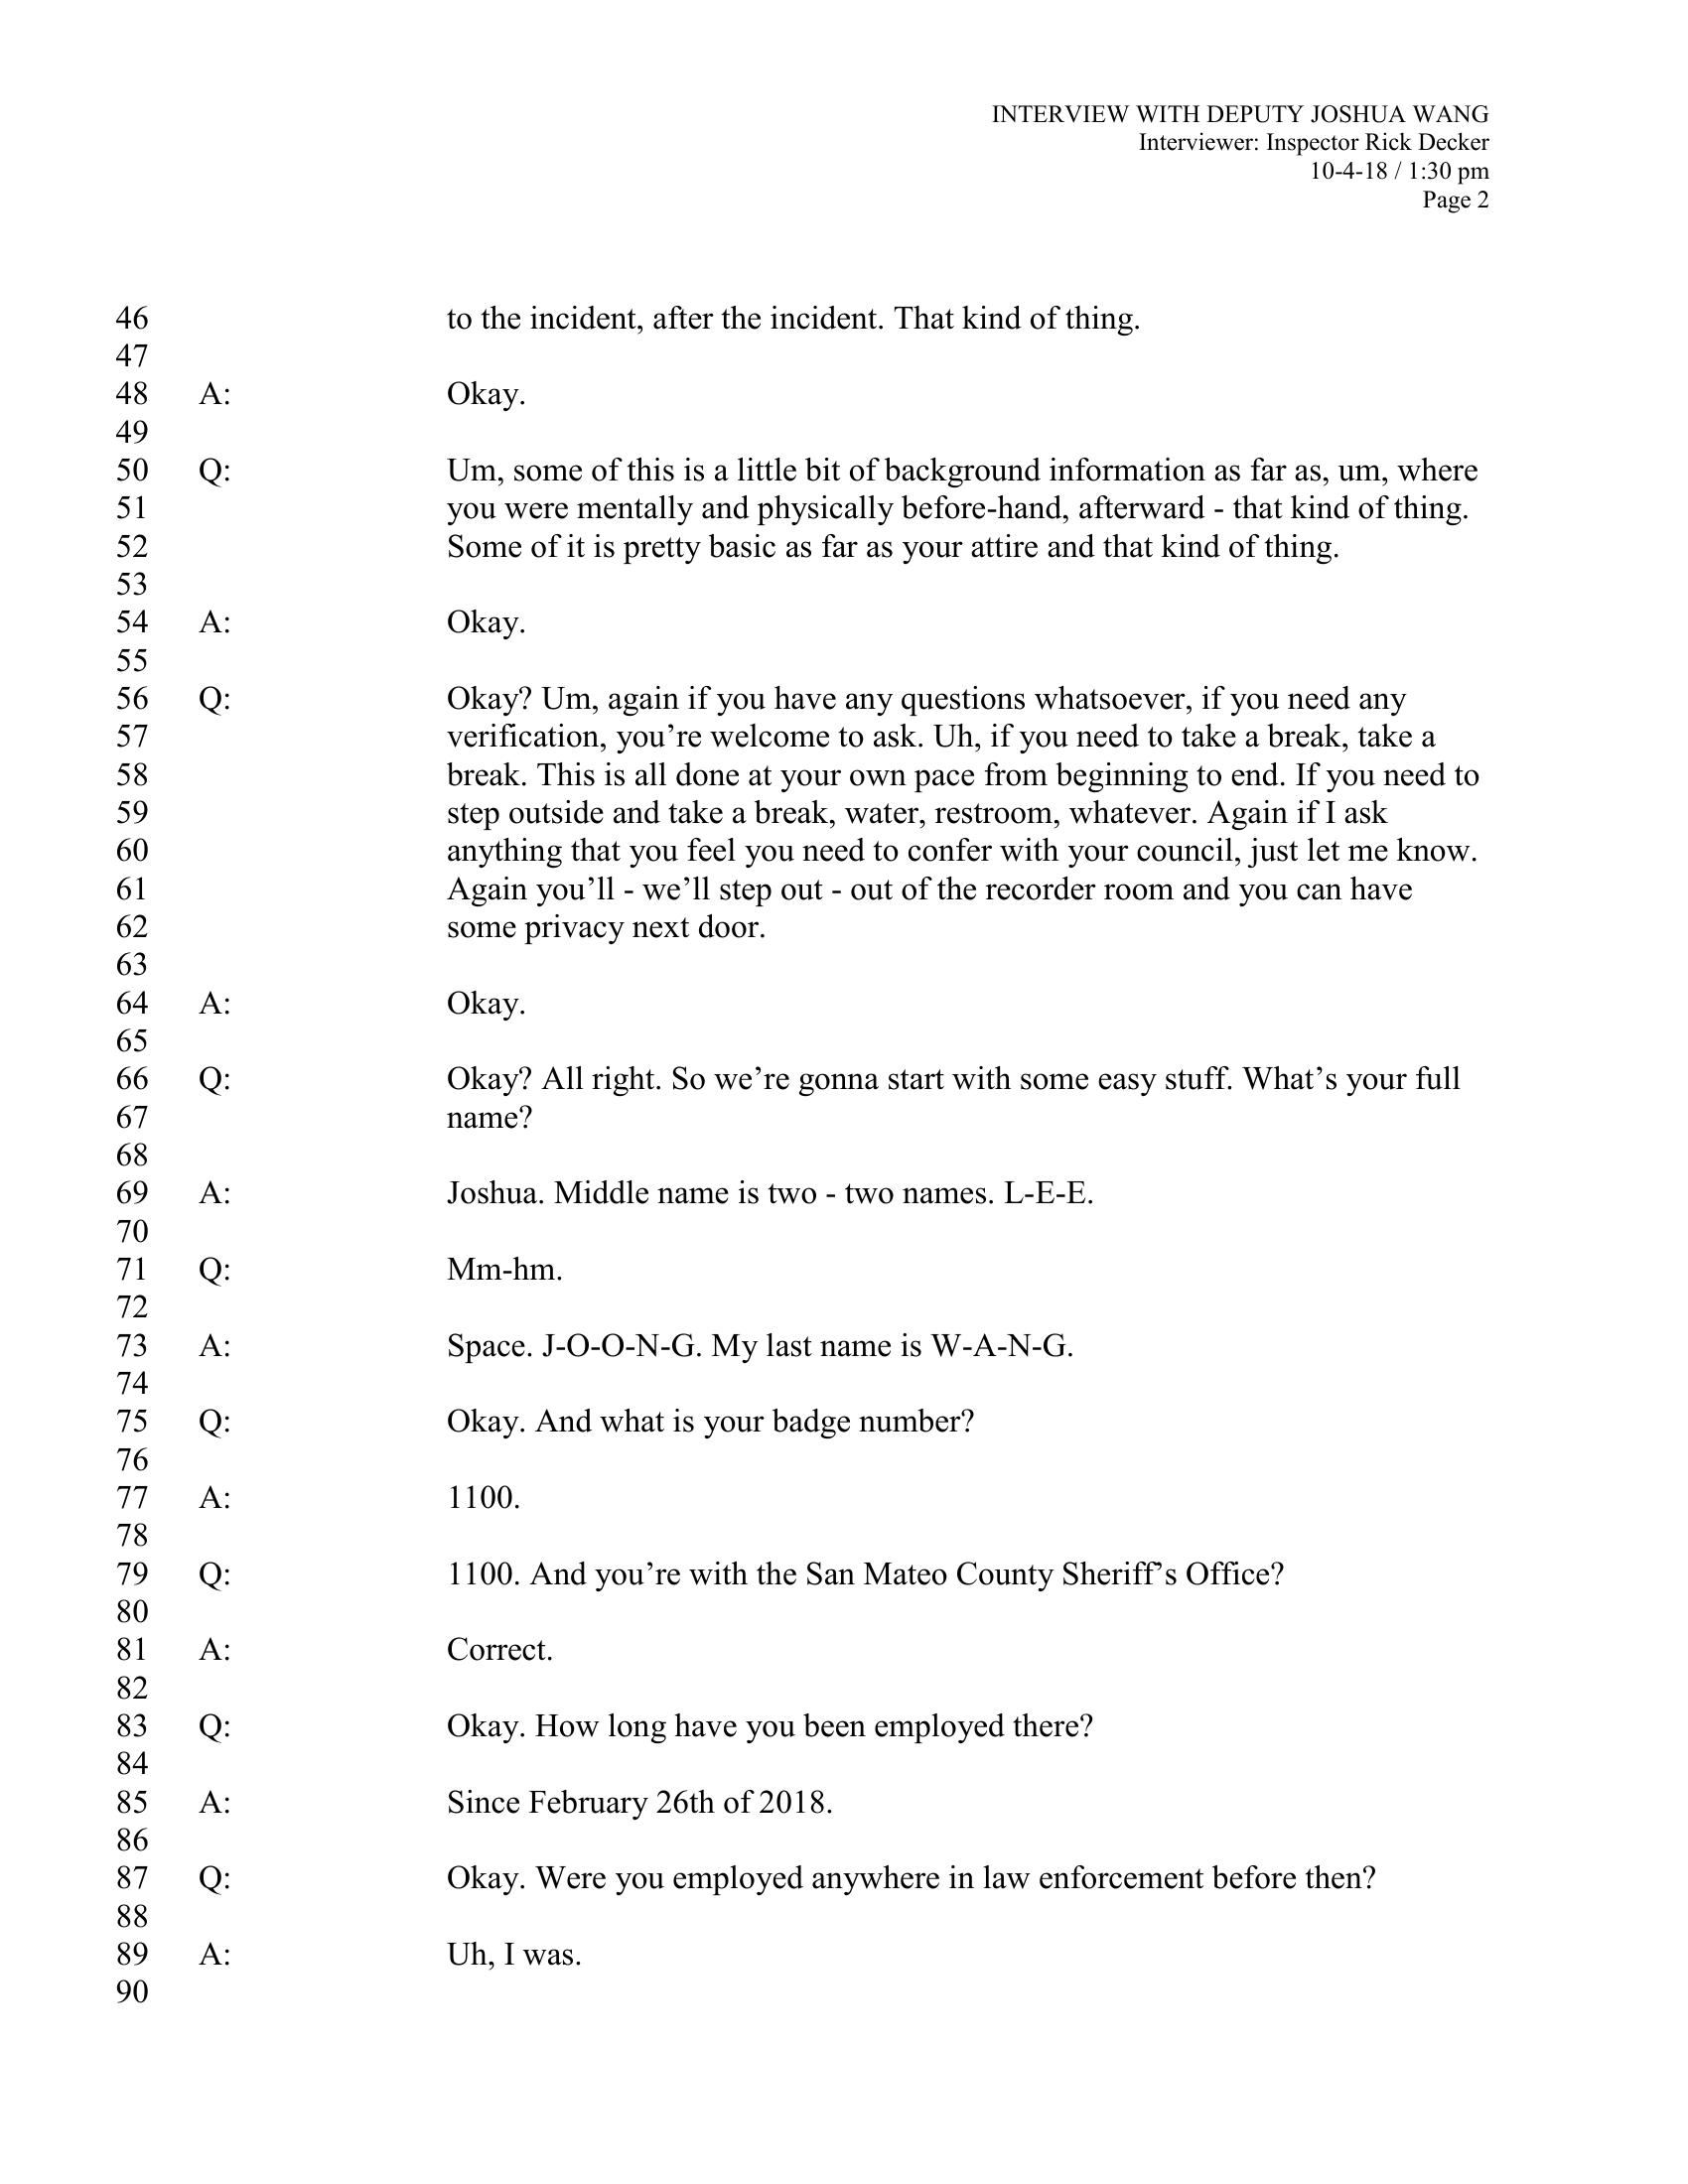 INTERVIEW WITH DEPUTY JOSHUA WANG
Interviewer: Inspector Rick Decker
10-4-18 / 1:30 pm
Page 2
46 to the incident, after the incident. That kind of thing.
47
48 A: Okay.
49
50 Q: Um, some of this is a little bit of background information as far as, um, where
51 you were mentally and physically before-hand, afterward - that kind of thing.
52 Some of it is pretty basic as far as your attire and that kind of thing.
53
54 A: Okay.
55
56 Q: Okay? Um, again if you have any questions whatsoever, if you need any
57 verification, you’re welcome to ask. Uh, if you need to take a break, take a
58 break. This is all done at your own pace from beginning to end. If you need to
59 step outside and take a break, water, restroom, whatever. Again if I ask
60 anything that you feel you need to confer with your council, just let me know.
61 Again you’ll - we’ll step out - out of the recorder room and you can have
62 some privacy next door.
63
64 A: Okay.
65
66 Q: Okay? All right. So we’re gonna start with some easy stuff. What’s your full
67 name?
68
69 A: Joshua. Middle name is two - two names. L-E-E.
70
71 Q: Mm-hm.
72
73 A: Space. J-O-O-N-G. My last name is W-A-N-G.
74
75 Q: Okay. And what is your badge number?
76
77 A: 1100.
78
79 Q: 1100. And you’re with the San Mateo County Sheriff’s Office?
80
81 A: Correct.
82
83 Q: Okay. How long have you been employed there?
84
85 A: Since February 26th of 2018.
86
87 Q: Okay. Were you employed anywhere in law enforcement before then?
88
89 A: Uh, I was.
90